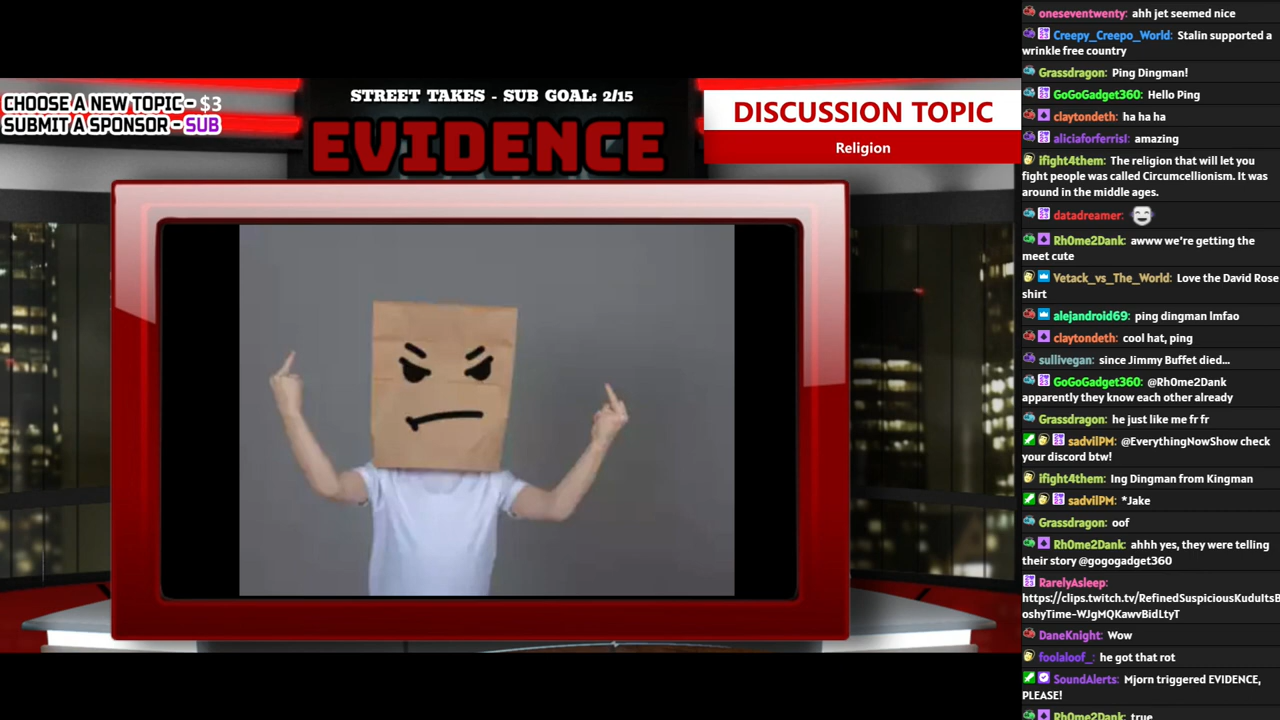 CHOOSE A NEW TOPIC - $3
SUBMIT A SPONSOR - SUB
STREET TAKES - SUB GOAL: 2/15
EVIDENCE
DISCUSSION TOPIC
Religion
oneseventwenty: ahh jet seemed nice
Creepy_Creepo_World: Stalin supported a
wrinkle free country
Grassdragon: Ping Dingman!
GoGoGadget360: Hello Ping
claytondeth: ha ha ha
aliciaforferrisl: amazing
ifight4them: The religion that will let you
fight people was called Circumcellionism. It was
around in the middle ages.
datadreamer:
Rh0me2Dank: awww we're getting the
meet cute
Vetack_vs_The_World: Love the David Rose
shirt
alejandroid69: ping dingman lmfao
claytondeth: cool hat, ping
sullivegan: since Jimmy Buffet died...
GoGoGadget360: @Rh0me2Dank
apparently they know each other already
Grassdragon: he just like me fr fr
sadvilPM: @EverythingNowShow check
your discord btw!
ifight4them: Ing Dingman from Kingman
sadvilPM: *Jake
Grassdragon: oof
Rh0me2Dank: ahhh yes, they were telling
their story @gogogadget360
RarelyAsleep:
https://clips.twitch.tv/RefinedSuspiciousKuduItsB
oshyTime-WJgMQKawvBidLtyT
DaneKnight: Wow
foolaloof_: he got that rot
SoundAlerts: Mjorn triggered EVIDENCE,
PLEASE!
Rh0me2Dank: true